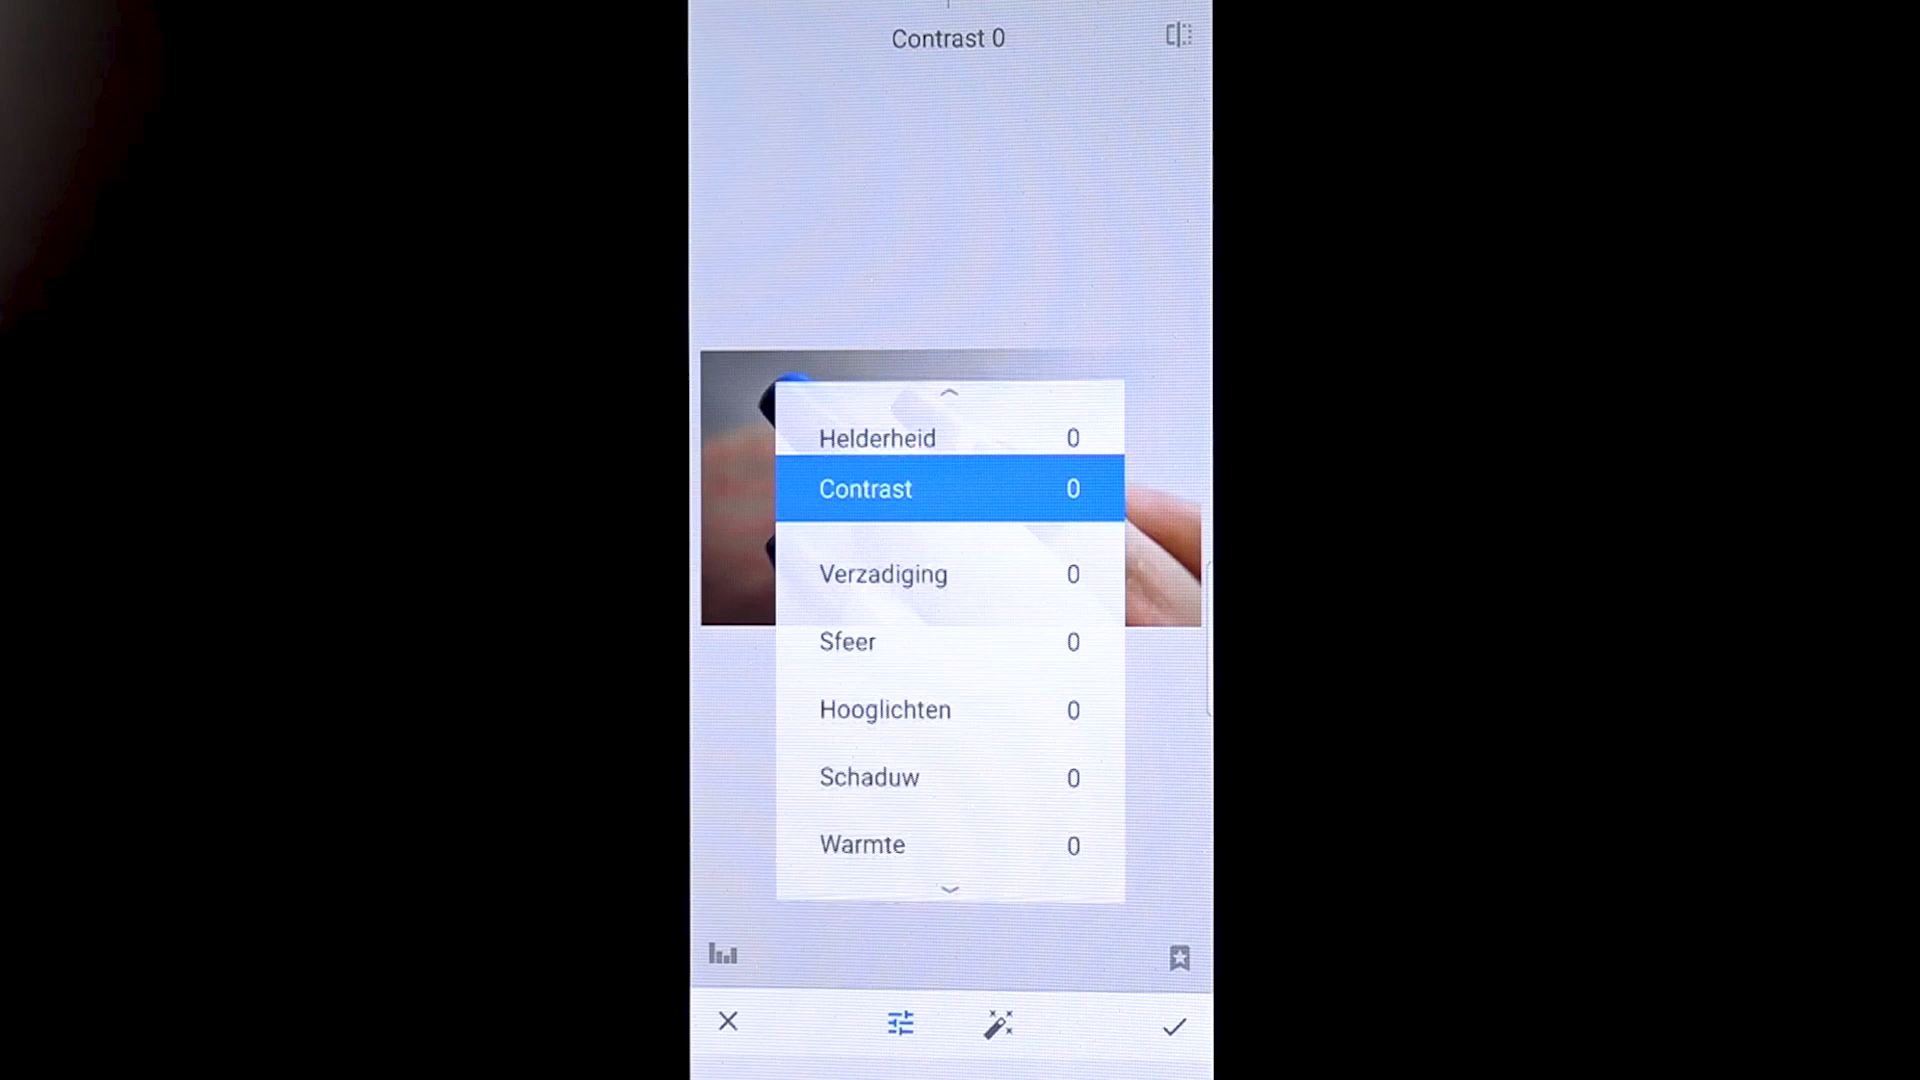 Contrast 0
Helderheid 0
Contrast 0
Verzadiging 0
Sfeer 0
Hooglichten 0
Schaduw 0
Warmte 0